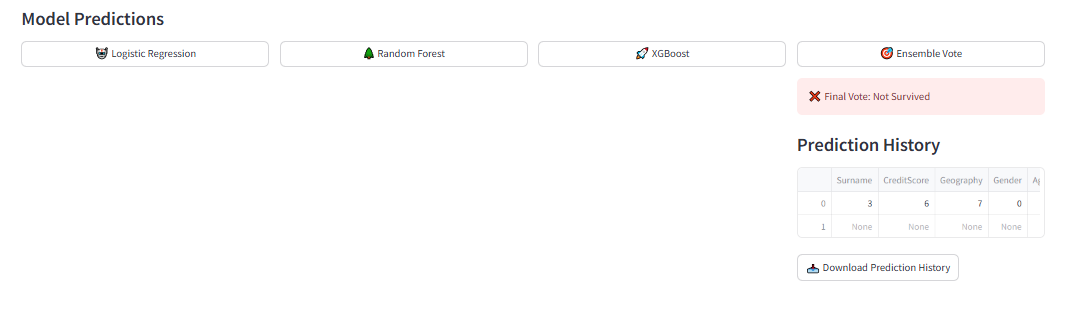 Model Predictions
Logistic Regression
Random Forest
XGBoost
Ensemble Vote
Final Vote: Not Survived
Prediction History
Surname CreditScore Geography Gender
0 3 6 7 0
1 None None None None
Download Prediction History